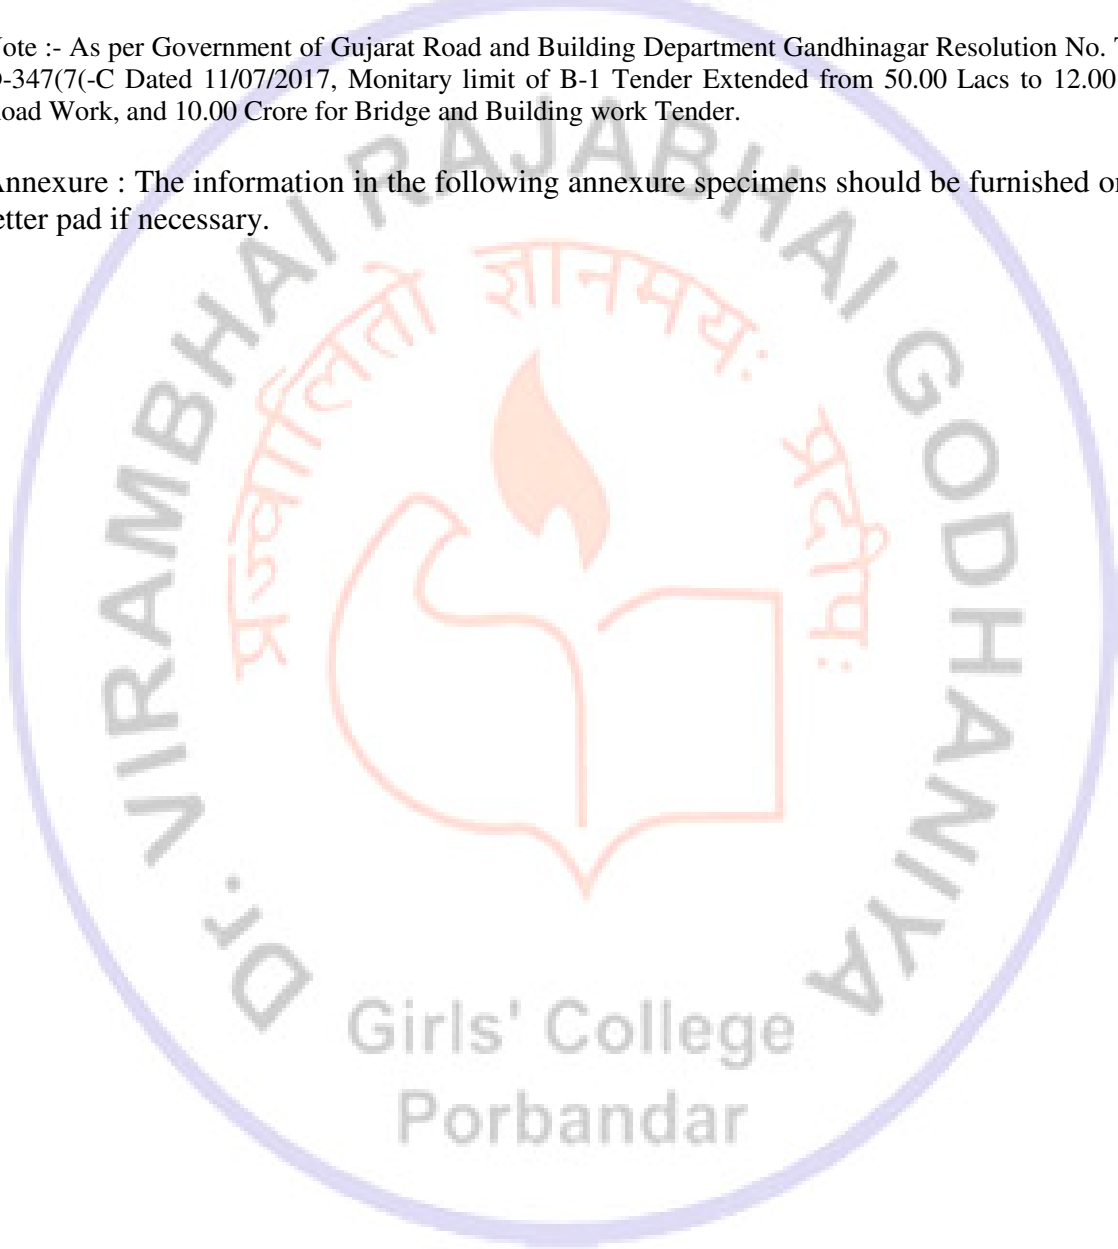 ote :- As per Government of Gujarat Road and Building Department Gandhinagar Resolution No.
-347(7(-C Dated 11/07/2017, Monitary limit of B-1 Tender Extended from 50.00 Lacs to 12.00
oad Work, and 10.00 Crore for Bridge and Building work Tender.
nnexure : The information in the following annexure specimens should be furnished
etter pad if necessary.
Dr. VIRAMBHAI RAJABHAI GODHANIYA
प्रज्वालितो ज्ञानमयः प्रदीपः
Girls' College
Porbandar